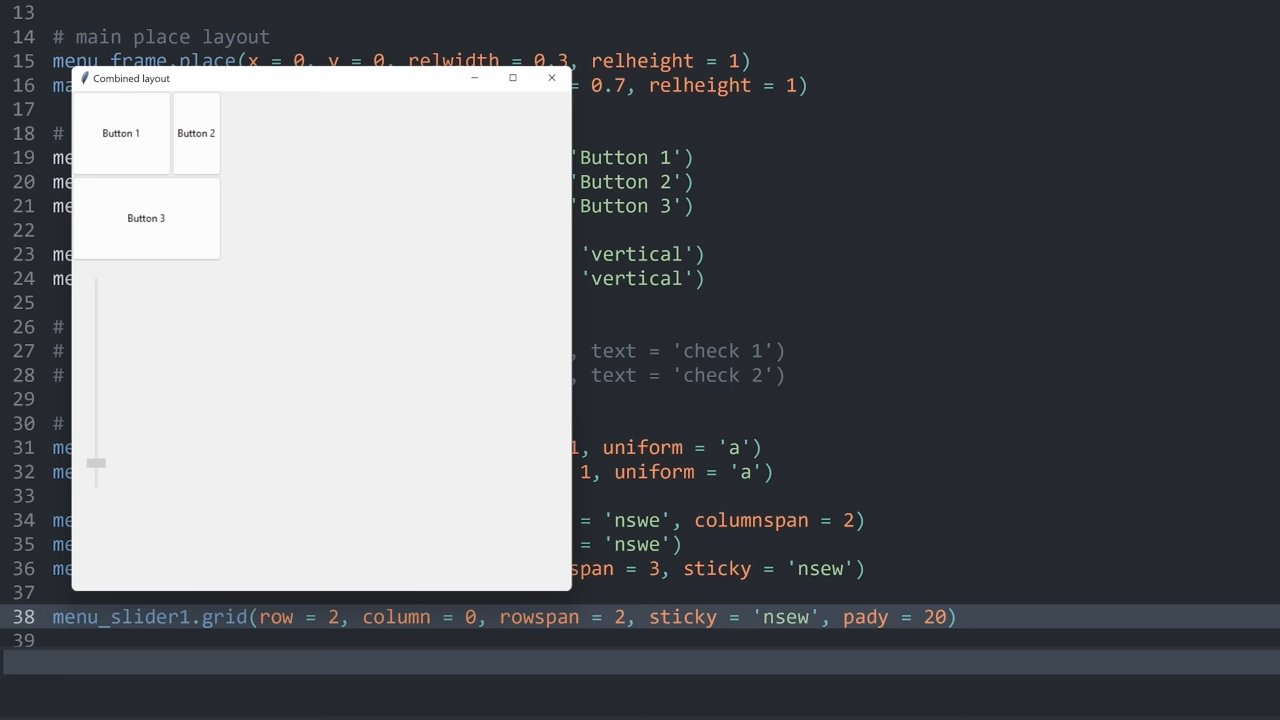 13
14 # main place layout
15 menu_frame.place(x = 0, y = 0, relwidth = 0.3, relheight = 1)
Combined layout
16 ma = 0.7, relheight = 1)
17
Button 1 Button 2
18 #
19 me 'Button 1')
20 me 'Button 2')
21 me 'Button 3')
Button 3
22
23 me 'vertical')
24 me 'vertical')
25
26 #
27 # , text = 'check 1')
28 # , text = 'check 2')
29
30 #
31 me 1, uniform = 'a')
32 me 1, uniform = 'a')
33
34 me = 'nswe', columnspan = 2)
35 me = 'nswe')
36 me span = 3, sticky = 'nsew')
37
38 menu_slider1.grid(row = 2, column = 0, rowspan = 2, sticky = 'nsew', pady = 20)
39